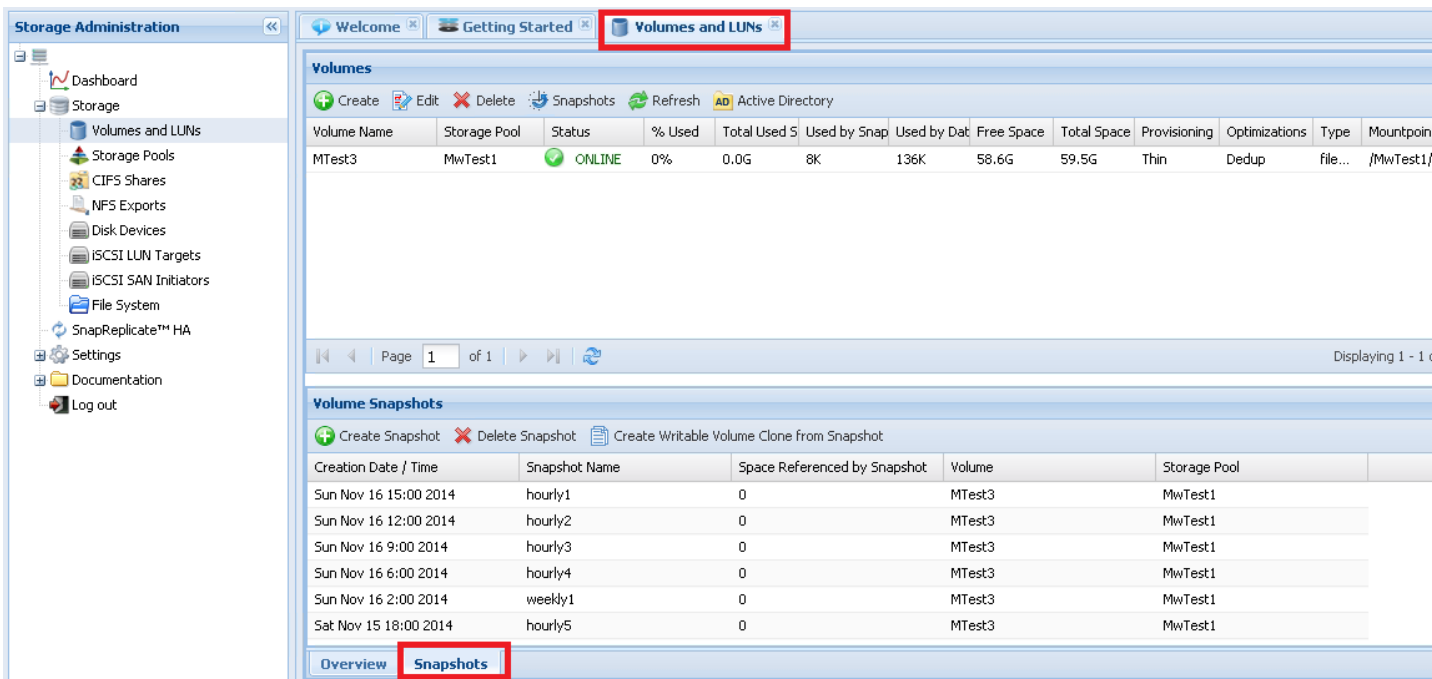 Storage Administration
Dashboard
Storage
Volumes and LUNs
Storage Pools
CIFS Shares
NFS Exports
Disk Devices
iSCSI LUN Targets
iSCSI SAN Initiators
File System
SnapReplicate™ HA
Settings
Documentation
Log out
Welcome Getting Started Volumes and LUNs
Volumes
Create Edit Delete Snapshots Refresh AD Active Directory
Volume Name Storage Pool Status % Used Total Used S Used by Snap Used by Dat Free Space Total Space Provisioning Optimizations Type Mountpoin
MTest3 MwTest1 ONLINE 0% 0.0G 8K 136K 58.6G 59.5G Thin Dedup file... /MwTest1/
Page 1 of 1 Displaying 1 - 1
Volume Snapshots
Create Snapshot Delete Snapshot Create Writable Volume Clone from Snapshot
Creation Date / Time Snapshot Name Space Referenced by Snapshot Volume Storage Pool
Sun Nov 16 15:00 2014 hourly1 0 MTest3 MwTest1
Sun Nov 16 12:00 2014 hourly2 0 MTest3 MwTest1
Sun Nov 16 9:00 2014 hourly3 0 MTest3 MwTest1
Sun Nov 16 6:00 2014 hourly4 0 MTest3 MwTest1
Sun Nov 16 2:00 2014 weekly1 0 MTest3 MwTest1
Sat Nov 15 18:00 2014 hourly5 0 MTest3 MwTest1
Overview Snapshots